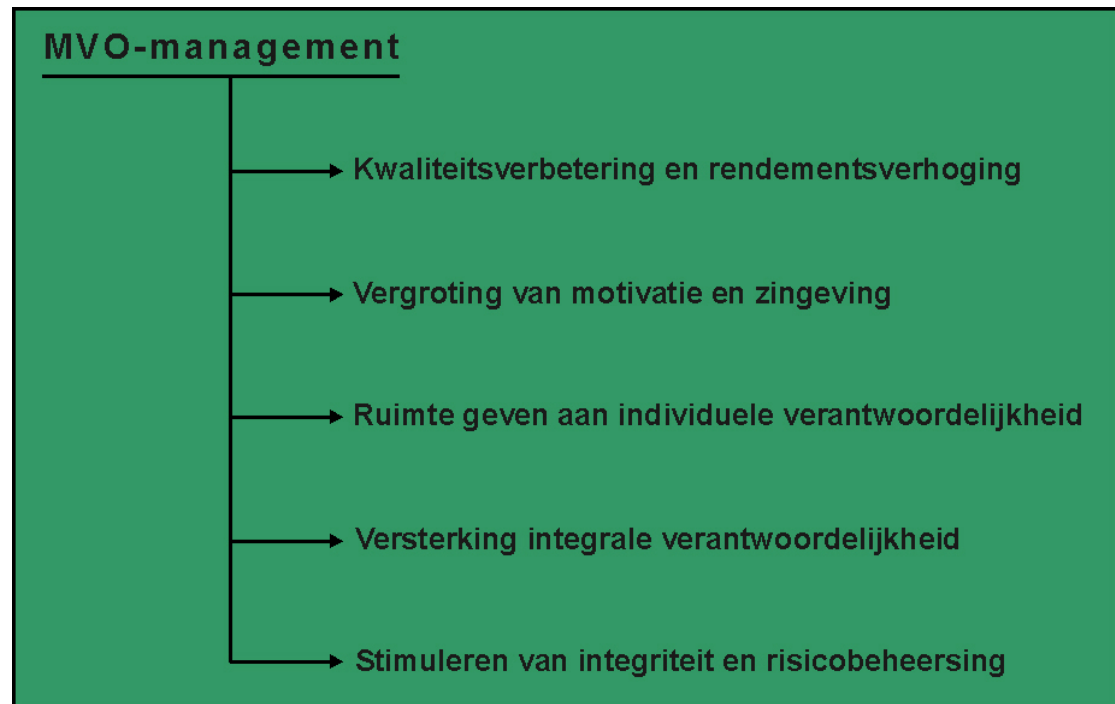 MVO-management
Kwaliteitsverbetering en rendementsverhoging
Vergroting van motivatie en zingeving
Ruimte geven aan individuele verantwoordelijkheid
Versterking integrale verantwoordelijkheid
Stimuleren van integriteit en risicobeheersing